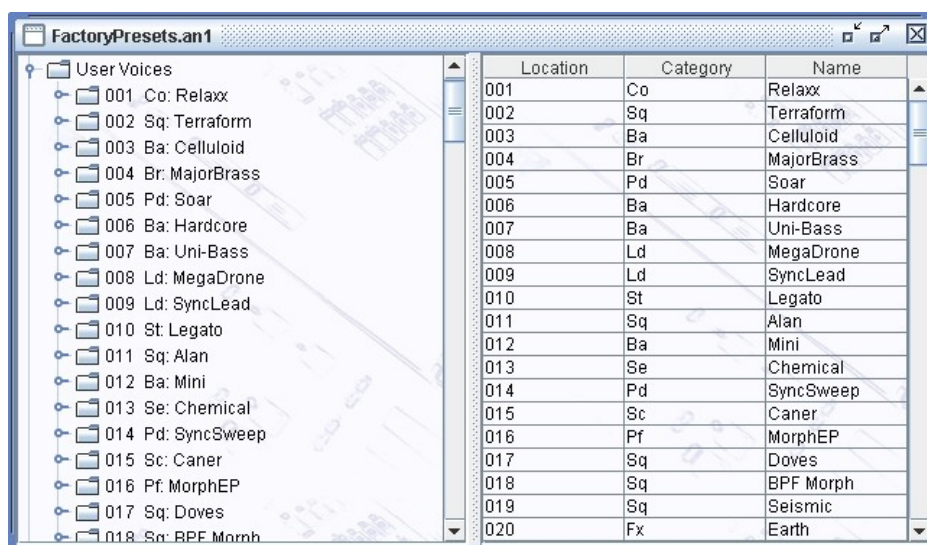 FactoryPresets.an1
User Voices
001 Co: Relaxx
002 Sq: Terraform
003 Ba: Celluloid
004 Br: MajorBrass
005 Pd: Soar
006 Ba: Hardcore
007 Ba: Uni-Bass
008 Ld: MegaDrone
009 Ld: SyncLead
010 St: Legato
011 Sq: Alan
012 Ba: Mini
013 Se: Chemical
014 Pd: SyncSweep
015 Sc: Caner
016 Pf: MorphEP
017 Sq: Doves
018 Sq: BPF Morph
Location Category Name
001 Co Relaxx
002 Sq Terraform
003 Ba Celluloid
004 Br MajorBrass
005 Pd Soar
006 Ba Hardcore
007 Ba Uni-Bass
008 Ld MegaDrone
009 Ld SyncLead
010 St Legato
011 Sq Alan
012 Ba Mini
013 Se Chemical
014 Pd SyncSweep
015 Sc Caner
016 Pf MorphEP
017 Sq Doves
018 Sq BPF Morph
019 Sq Seismic
020 Fx Earth